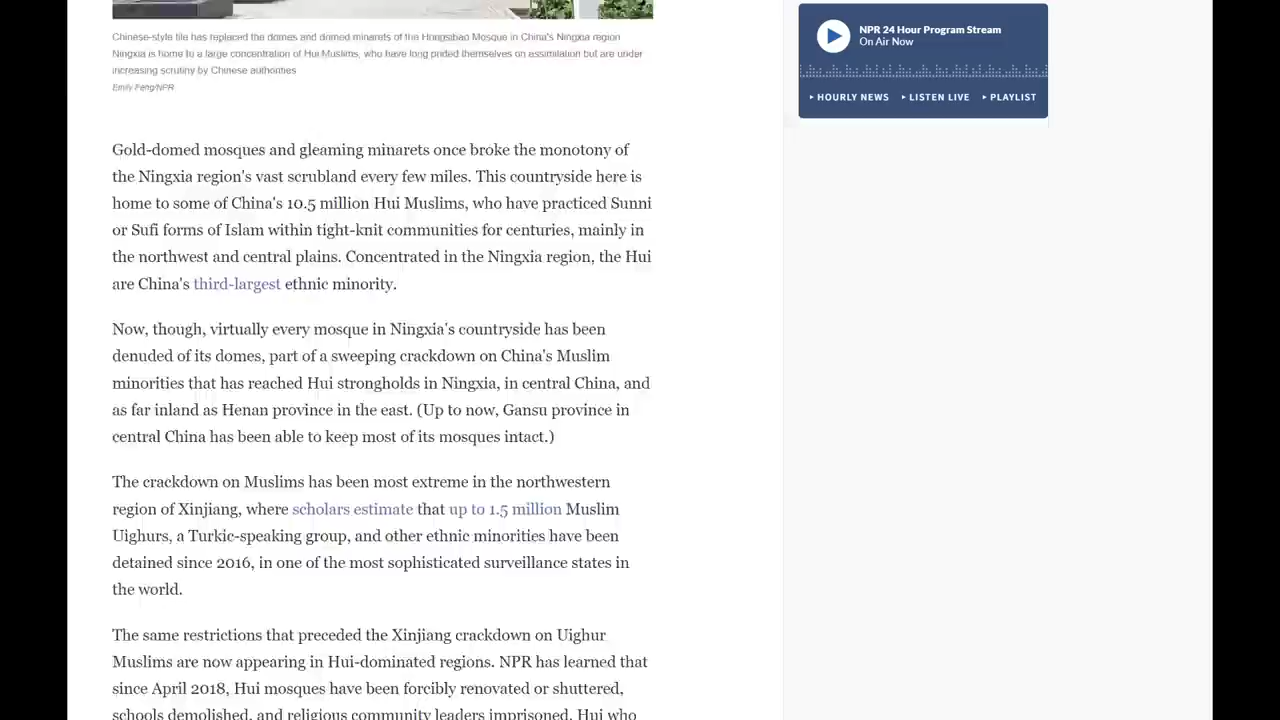 Chinese-style tile has replaced the domes and domed minarets of the Hongsibao Mosque in China's Ningxia region
Ningxia is home to a large concentration of Hui Muslims, who have long prided themselves on assimilation but are under
increasing scrutiny by Chinese authorities
Emily Feng/NPR
NPR 24 Hour Program Stream
On Air Now
HOURLY NEWS
LISTEN LIVE
PLAYLIST
Gold-domed mosques and gleaming minarets once broke the monotony of
the Ningxia region's vast scrubland every few miles. This countryside here is
home to some of China's 10.5 million Hui Muslims, who have practiced Sunni
or Sufi forms of Islam within tight-knit communities for centuries, mainly in
the northwest and central plains. Concentrated in the Ningxia region, the Hui
are China's third-largest ethnic minority.
Now, though, virtually every mosque in Ningxia's countryside has been
denuded of its domes, part of a sweeping crackdown on China's Muslim
minorities that has reached Hui strongholds in Ningxia, in central China, and
as far inland as Henan province in the east. (Up to now, Gansu province in
central China has been able to keep most of its mosques intact.)
The crackdown on Muslims has been most extreme in the northwestern
region of Xinjiang, where scholars estimate that up to 1.5 million Muslim
Uighurs, a Turkic-speaking group, and other ethnic minorities have been
detained since 2016, in one of the most sophisticated surveillance states in
the world.
The same restrictions that preceded the Xinjiang crackdown on Uighur
Muslims are now appearing in Hui-dominated regions. NPR has learned that
since April 2018, Hui mosques have been forcibly renovated or shuttered,
schools demolished, and religious community leaders imprisoned. Hui who